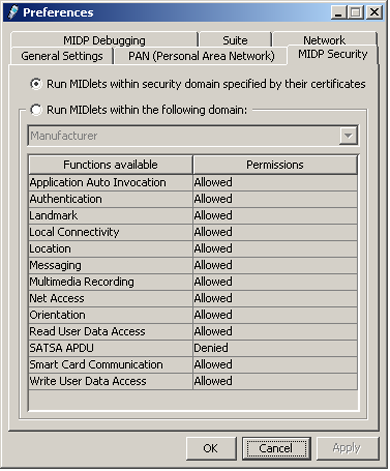 Preferences
MIDP Debugging Suite Network
General Settings PAN (Personal Area Network) MIDP Security
Run MIDlets within security domain specified by their certificates
Run MIDlets within the following domain:
Manufacturer
Functions available Permissions
Application Auto Invocation Allowed
Authentication Allowed
Landmark Allowed
Local Connectivity Allowed
Location Allowed
Messaging Allowed
Multimedia Recording Allowed
Net Access Allowed
Orientation Allowed
Read User Data Access Allowed
SATSA APDU Denied
Smart Card Communication Allowed
Write User Data Access Allowed
OK Cancel Apply